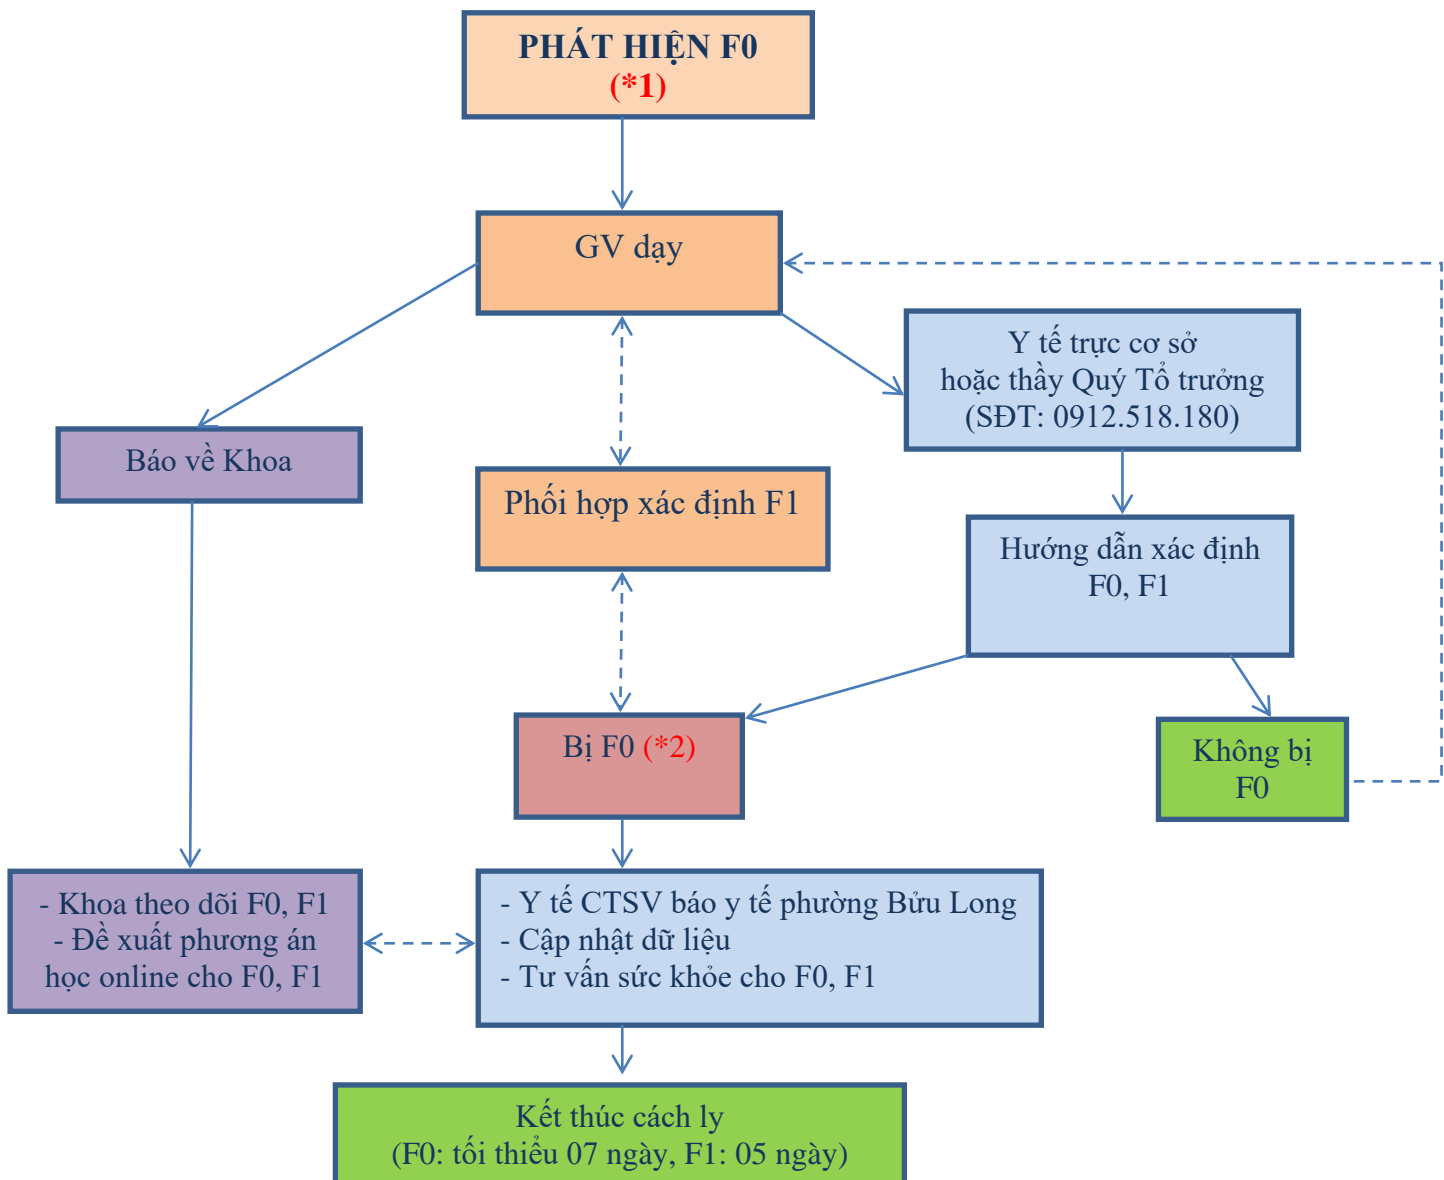 PHÁT HIỆN F0
(*1)
GV dạy
Y tế trực cơ sở
hoặc thầy Quý Tổ trưởng
(SĐT: 0912.518.180)
Báo về Khoa
Phối hợp xác định F1
Hướng dẫn xác định
F0, F1
Bị F0 (*2)
Không bị
F0
- Khoa theo dõi F0, F1
- Đề xuất phương án
học online cho F0, F1
- Y tế CTSV báo y tế phường Bửu Long
- Cập nhật dữ liệu
- Tư vấn sức khỏe cho F0, F1
Kết thúc cách ly
(F0: tối thiểu 07 ngày, F1: 05 ngày)